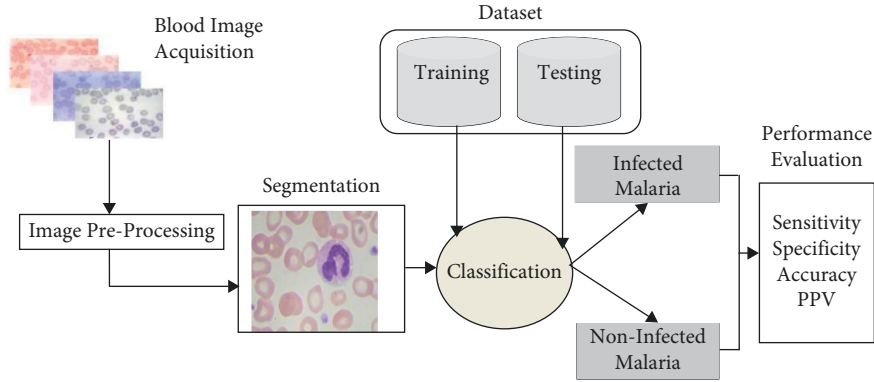 Blood Image
Acquisition
Dataset
Training
Testing
Image Pre-Processing
Segmentation
Classification
Infected
Malaria
Non-Infected
Malaria
Performance
Evaluation
Sensitivity
Specificity
Accuracy
PPV